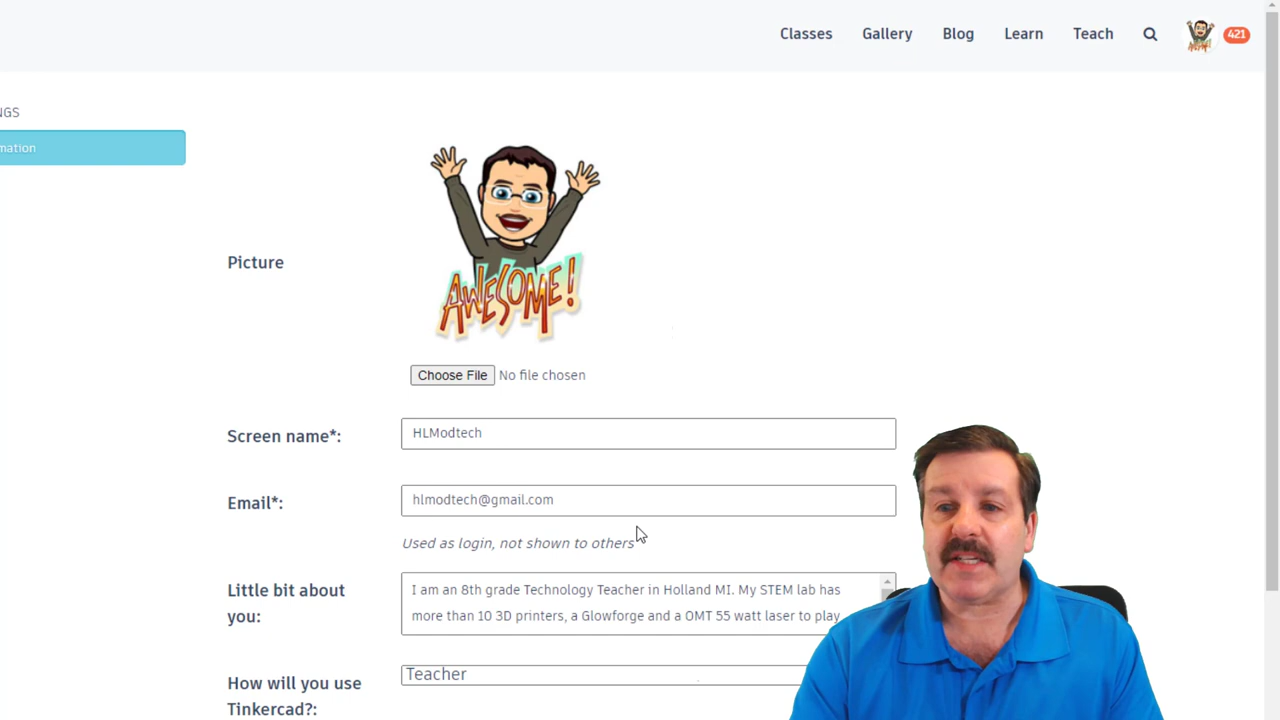 Classes Gallery Blog Learn Teach 421
NGS
mation
Picture
AWESOME!
Choose File No file chosen
Screen name*: HLModtech
Email*: hlmodtech@gmail.com
Used as login, not shown to others
Little bit about you:
I am an 8th grade Technology Teacher in Holland MI. My STEM lab has
more than 10 3D printers, a Glowforge and a OMT 55 watt laser to play
How will you use Tinkercad?:
Teacher